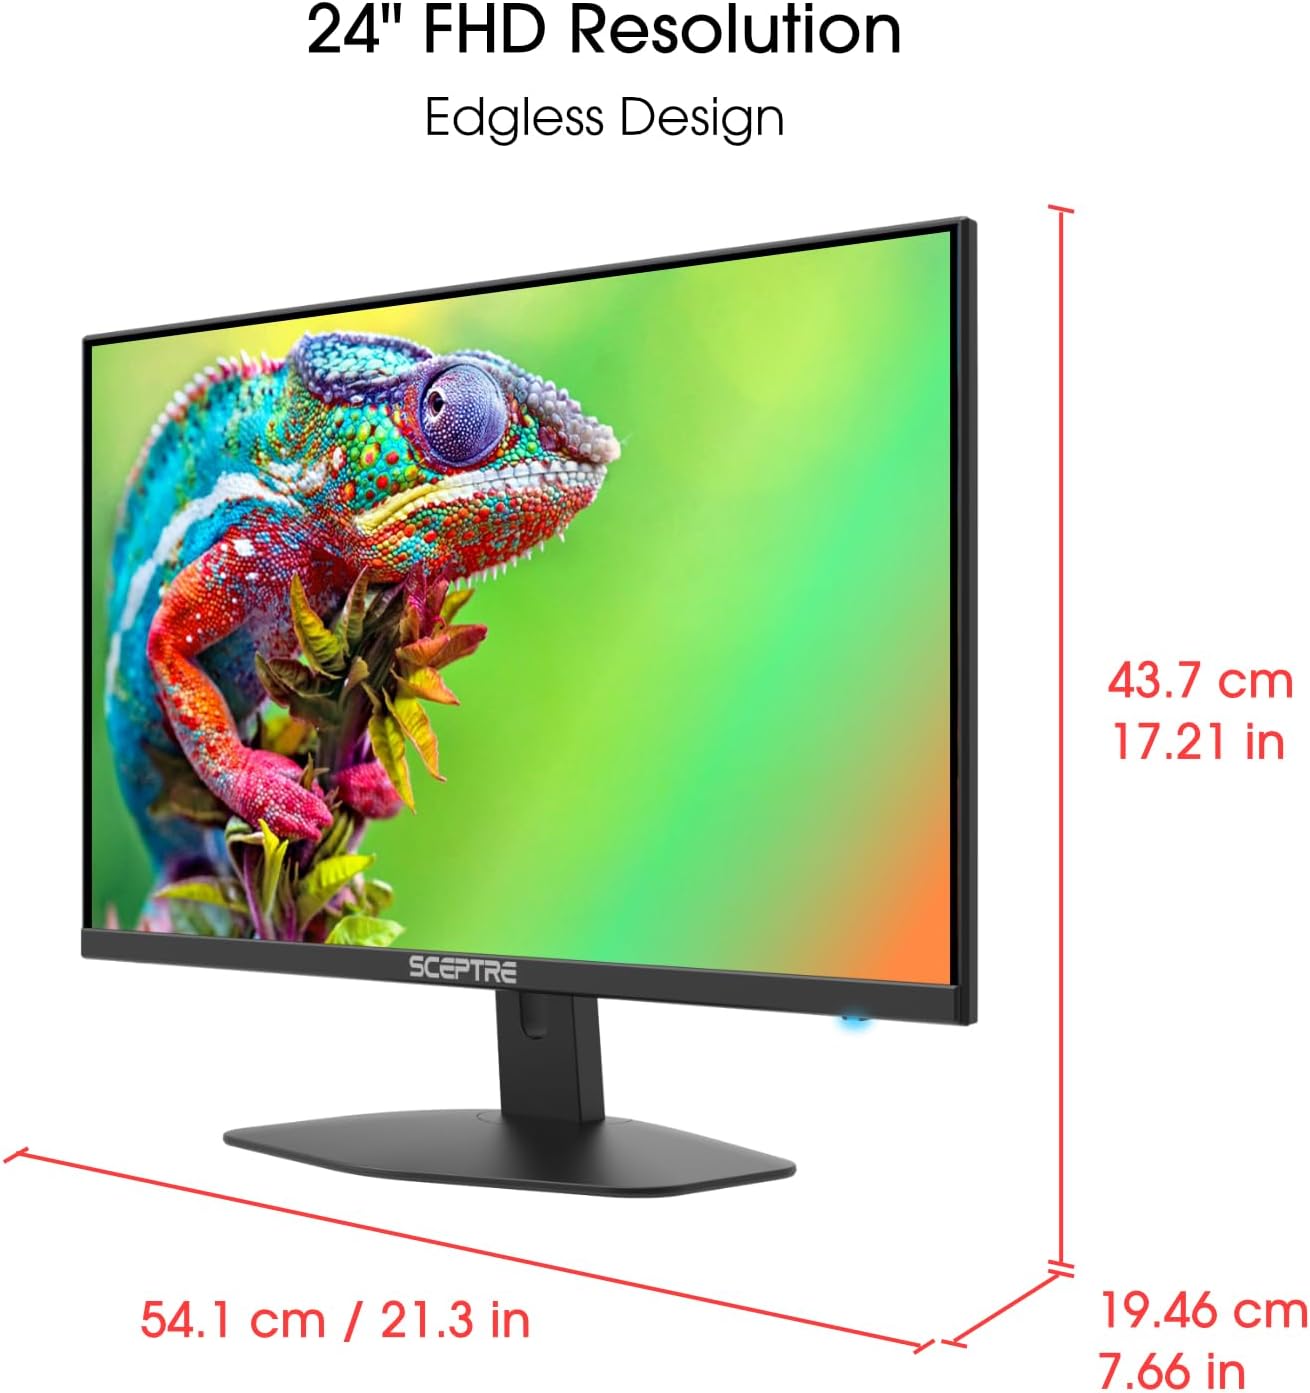 24" FHD Resolution
Edgless Design
SCEPTRE
43.7 cm
17.21 in
54.1 cm / 21.3 in
19.46 cm
7.66 in